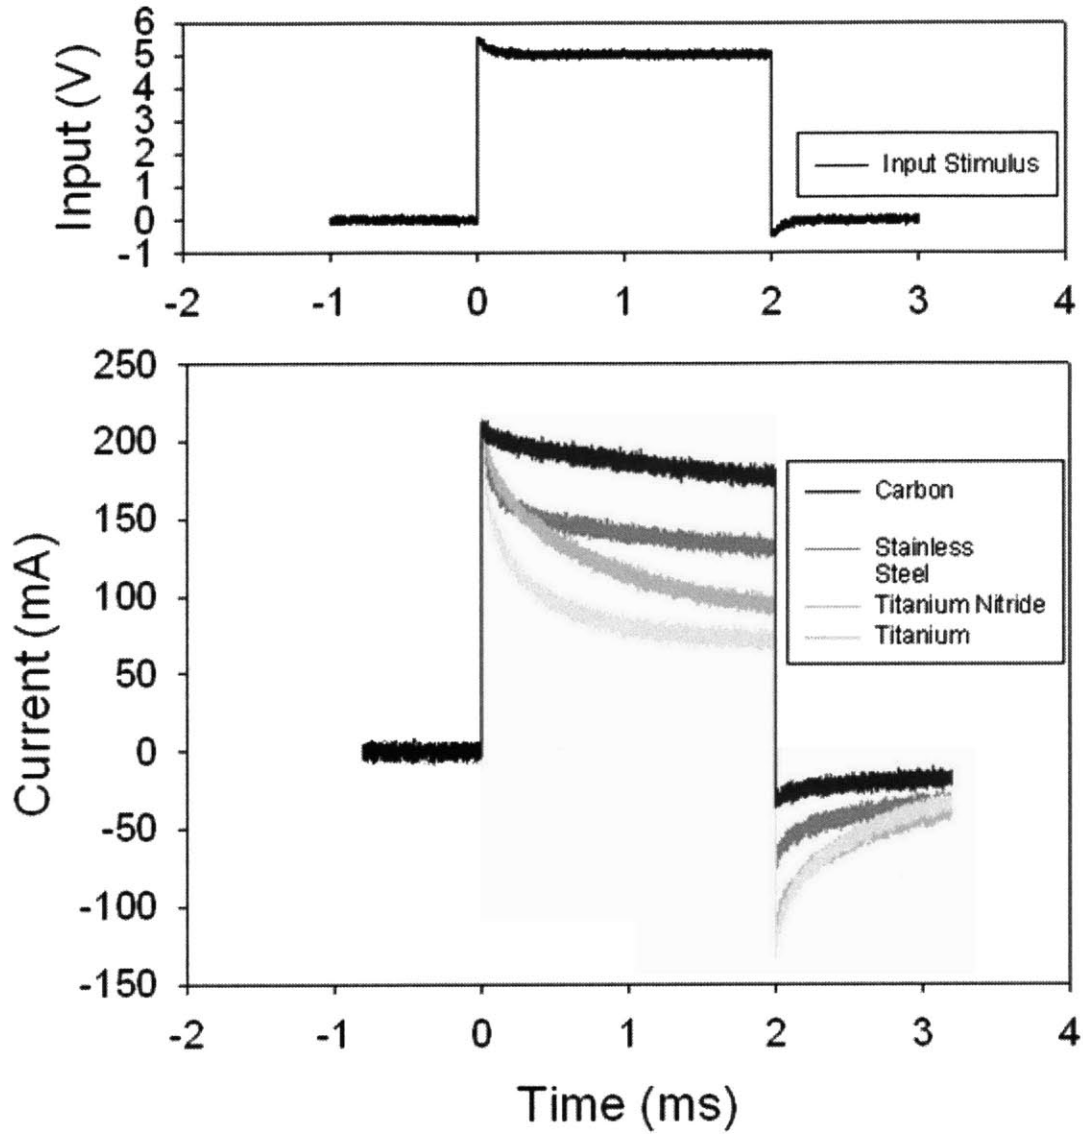 Input (V)
6
5
4
3
2
1
0
-1
Input Stimulus
-2 -1 0 1 2 3 4
Current (mA)
250
200
150
100
50
0
-50
-100
-150
Carbon
Stainless
Steel
Titanium Nitride
Titanium
-2 -1 0 1 2 3 4
Time (ms)